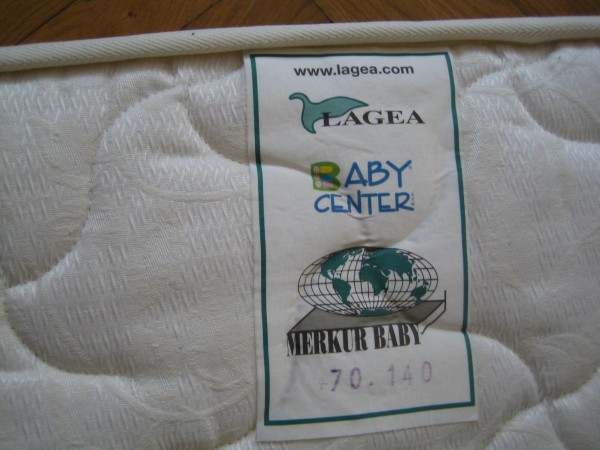 www.lagea.com
LAGEA
BABY
CENTER
MERKUR BABY
70.140